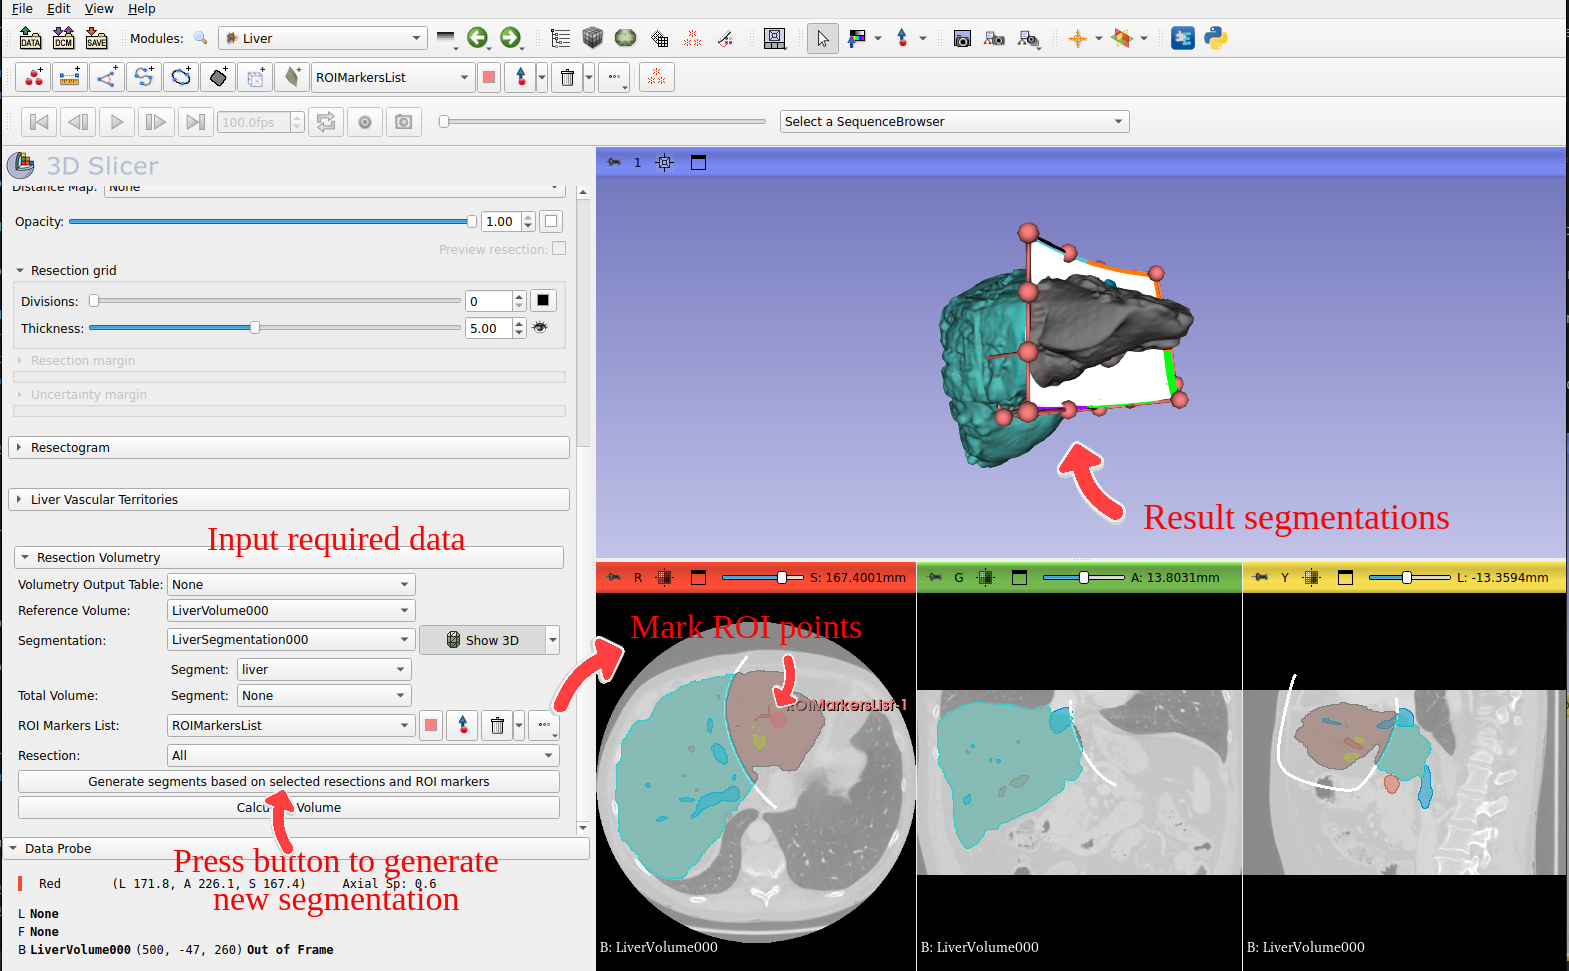 File Edit View Help
DATA DCM SAVE Modules: Liver
ROIMarkersList
100.0fps Select a SequenceBrowser
3D Slicer
Distance Map: None
Opacity: 1.00
Preview resection:
Resection grid
Divisions: 0
Thickness: 5.00
Resection margin
Uncertainty margin
Resectogram
Liver Vascular Territories
Input required data
Resection Volumetry
Volumetry Output Table: None
Reference Volume: LiverVolume000
Segmentation: LiverSegmentation000 Show 3D
Segment: liver
Total Volume: Segment: None
ROI Markers List: ROIMarkersList
Resection: All
Generate segments based on selected resections and ROI markers
Calcu Volume
Data Probe
Press button to generate
new segmentation
Red (L 171.8, A 226.1, S 167.4) Axial Sp: 0.6
L None
F None
B LiverVolume000 (500, -47, 260) Out of Frame
1
Result segmentations
R S: 167.4001mm
G A: 13.8031mm
Y L: -13.3594mm
Mark ROI points
ROIMarkersList-1
B: LiverVolume000
B: LiverVolume000
B: LiverVolume000